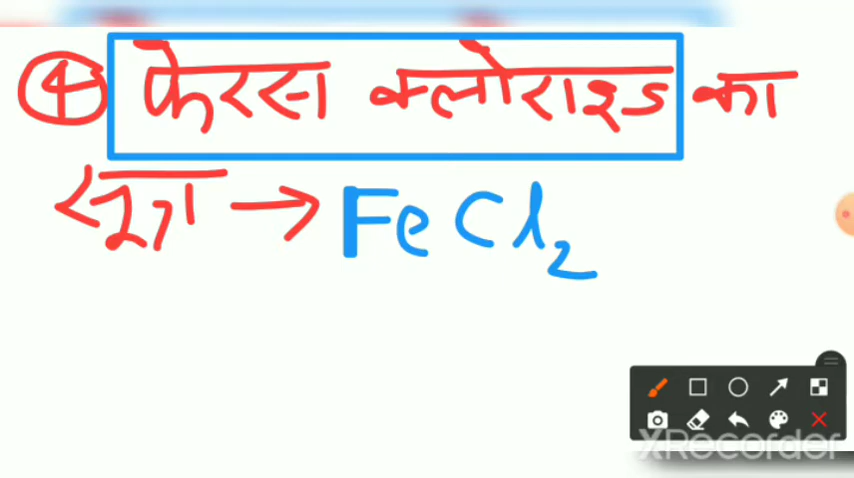 ④ फेरस क्लोराइड का
सूत्र → FeCl₂
XRecorder